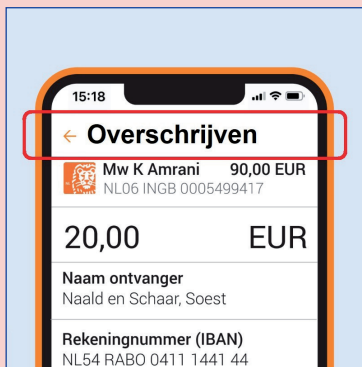 15:18
← Overschrijven
Mw K Amrani 90,00 EUR
NL06 INGB 0005499417
20,00 EUR
Naam ontvanger
Naald en Schaar, Soest
Rekeningnummer (IBAN)
NL54 RABO 0411 1441 44